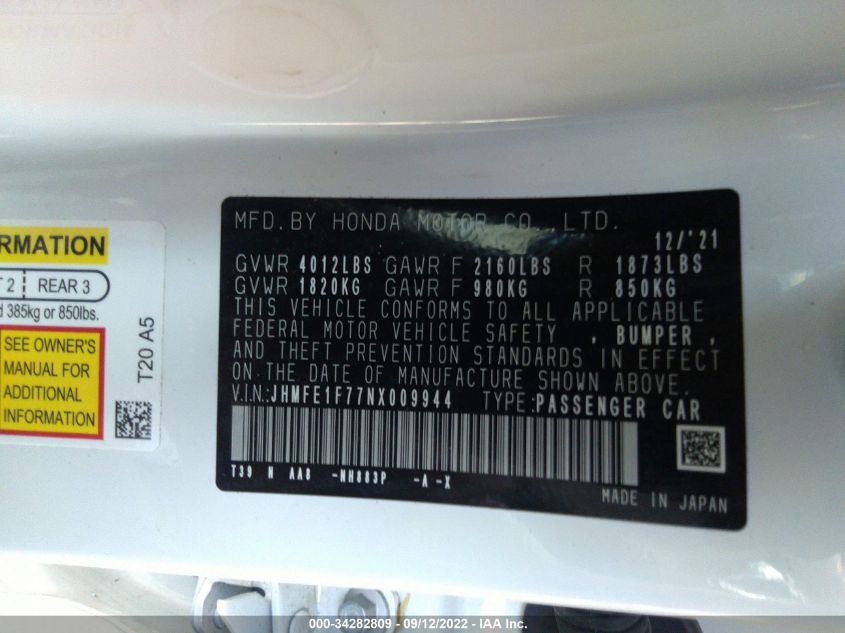 RMATION
T 2 REAR 3
d 385kg or 850lbs.
SEE OWNER'S
MANUAL FOR
ADDITIONAL
INFORMATION
T20 A5
MFD. BY HONDA MOTOR CO., LTD.
12/'21
GVWR 4012LBS GAWR F 2160LBS R 1873LBS
GVWR 1820KG GAWR F 980KG R 850KG
THIS VEHICLE CONFORMS TO ALL APPLICABLE
FEDERAL MOTOR VEHICLE SAFETY , BUMPER ,
AND THEFT PREVENTION STANDARDS IN EFFECT
ON THE DATE OF MANUFACTURE SHOWN ABOVE.
V.I.N.: JHMFE1F77NX009944 TYPE: PASSENGER CAR
T39 N AA8 -NH883P -A -X
MADE IN JAPAN
000-34282809 - 09/12/2022 - IAA Inc.